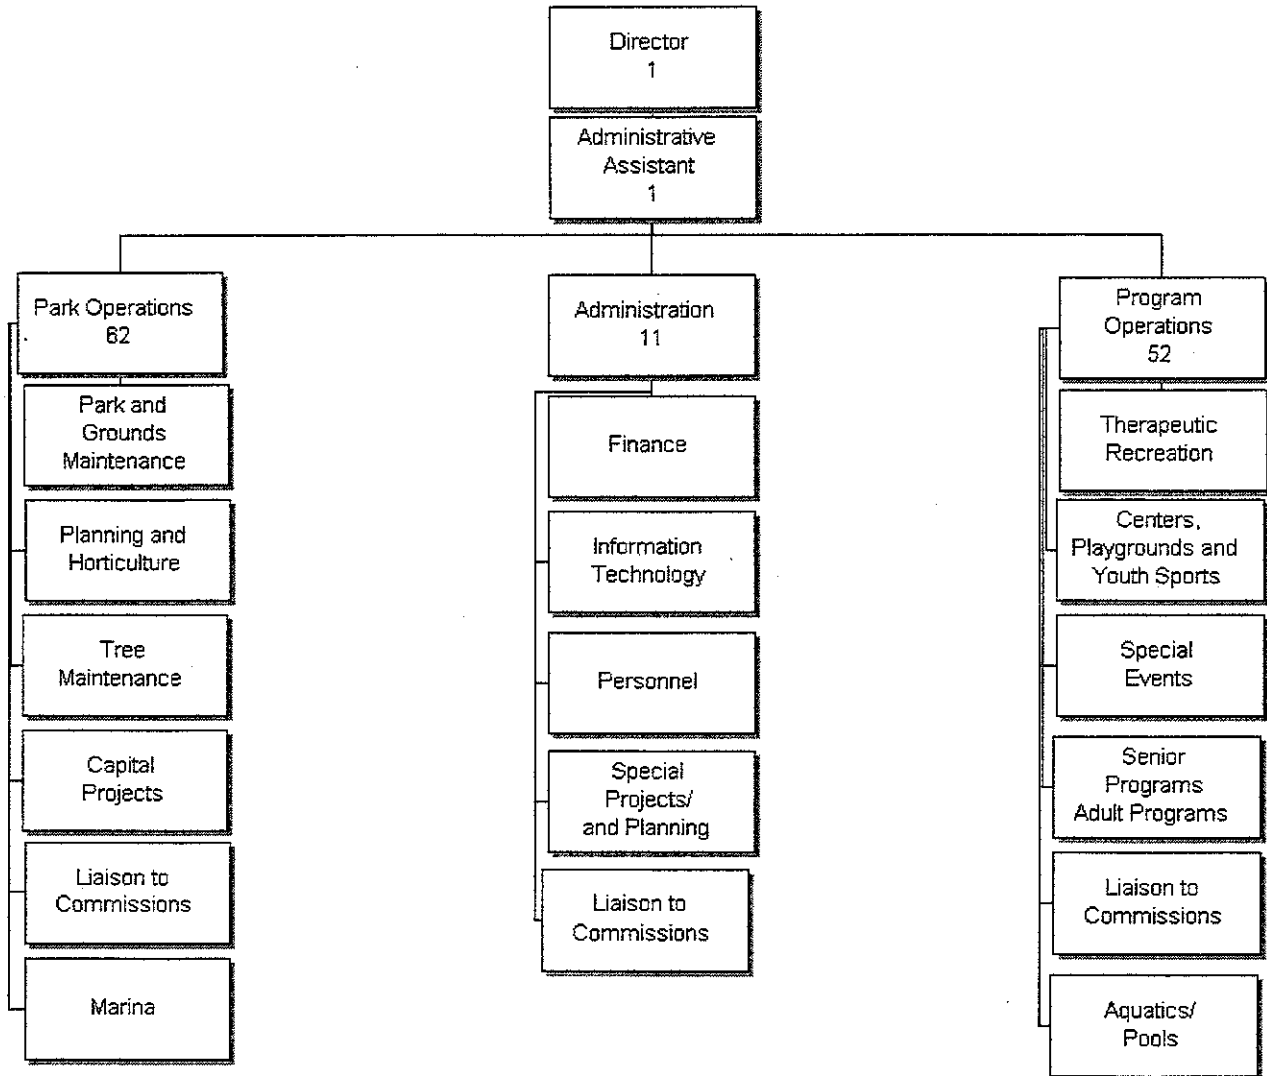 Director
1
Administrative
Assistant
1
Park Operations
62
Park and
Grounds
Maintenance
Planning and
Horticulture
Tree
Maintenance
Capital
Projects
Liaison to
Commissions
Marina
Administration
11
Finance
Information
Technology
Personnel
Special
Projects/
and Planning
Liaison to
Commissions
Program
Operations
52
Therapeutic
Recreation
Centers,
Playgrounds and
Youth Sports
Special
Events
Senior
Programs
Adult Programs
Liaison to
Commissions
Aquatics/
Pools